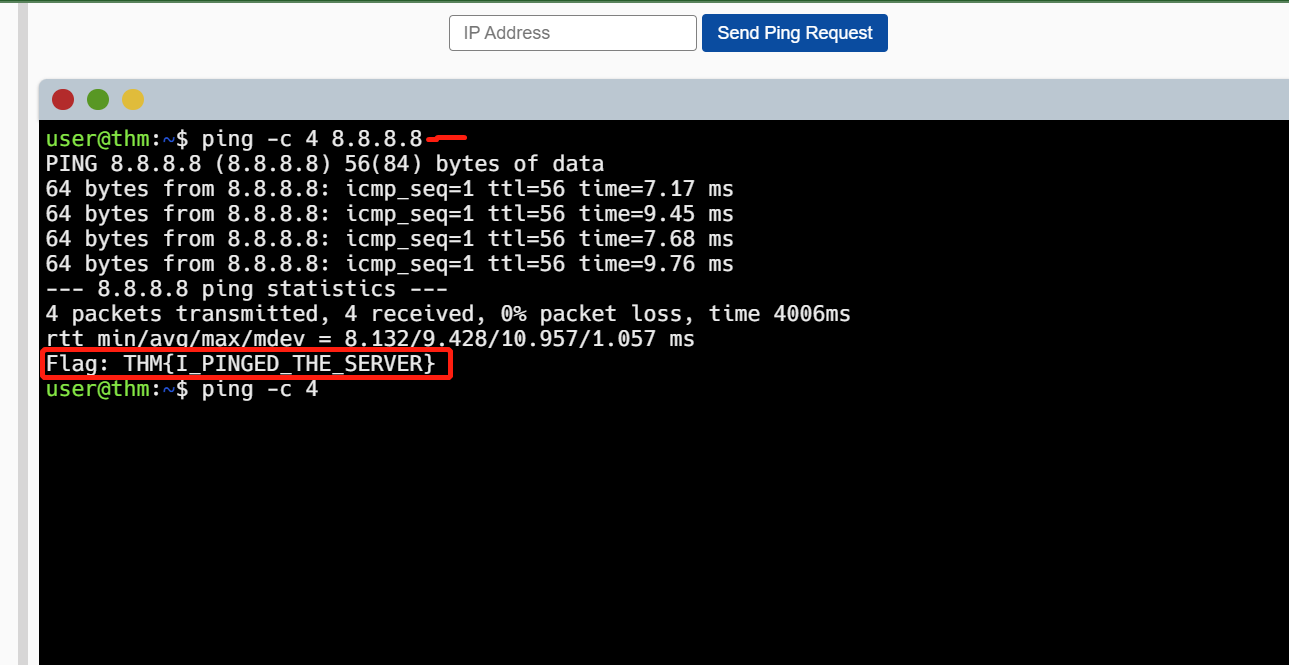 IP Address
Send Ping Request
user@thm:~$ ping -c 4 8.8.8.8
PING 8.8.8.8 (8.8.8.8) 56(84) bytes of data
64 bytes from 8.8.8.8: icmp_seq=1 ttl=56 time=7.17 ms
64 bytes from 8.8.8.8: icmp_seq=1 ttl=56 time=9.45 ms
64 bytes from 8.8.8.8: icmp_seq=1 ttl=56 time=7.68 ms
64 bytes from 8.8.8.8: icmp_seq=1 ttl=56 time=9.76 ms
--- 8.8.8.8 ping statistics ---
4 packets transmitted, 4 received, 0% packet loss, time 4006ms
rtt min/avg/max/mdev = 8.132/9.428/10.957/1.057 ms
Flag: THM{I_PINGED_THE_SERVER}
user@thm:~$ ping -c 4